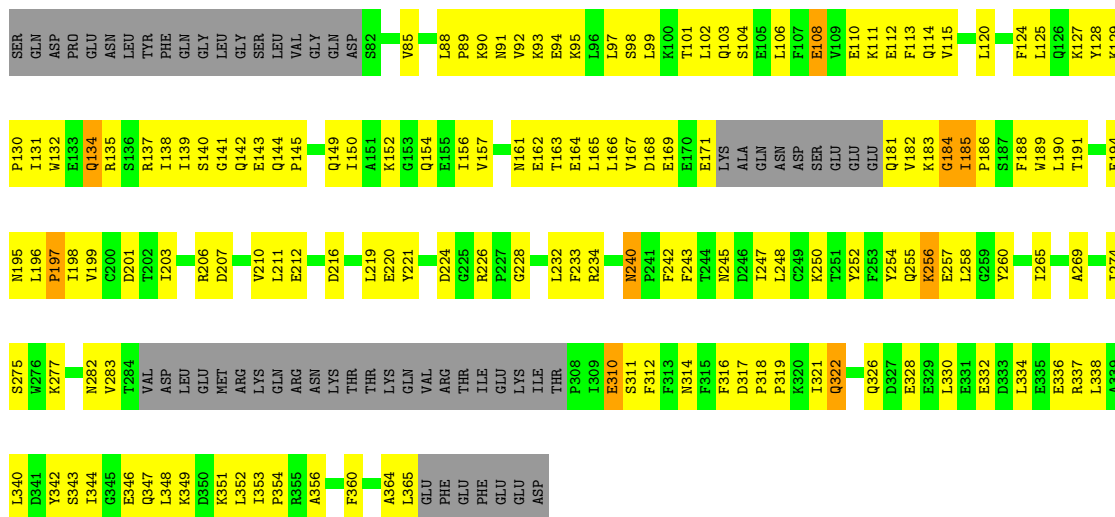 SER GLN ASP PRO GLU ASN LEU TYR PHE GLN GLY LEU GLY SER LEU VAL GLY GLN ASP S82 V85 L88 P89 K90 N91 V92 K93 E94 K95 L96 L97 S98 L99 K100 T101 L102 Q103 S104 E105 L106 F107 E108 V109 E110 K111 E112 F113 Q114 V115 L120 F124 L125 Q126 K127 Y128
P130 I131 W132 E133 Q134 R135 S136 R137 I138 I139 S140 G141 Q142 E143 Q144 P145 Q149 I150 A151 K152 G153 Q154 E155 I156 V157 N161 E162 T163 E164 L165 L166 V167 D168 E169 E170 E171 LYS ALA GLN ASN ASP SER GLU GLU GLU Q181 V182 K183 G184 I185 P186 S187 F188 W189 L190 T191
N195 L196 P197 I198 V199 C200 D201 T202 I203 R206 D207 V210 L211 E212 D216 L219 E220 Y221 D224 G225 R226 P227 G228 L232 F233 R234 N240 P241 F242 F243 T244 N245 D246 I247 L248 C249 K250 T251 Y252 F253 Y254 Q255 K256 E257 L258 G259 Y260 I265 A269
S275 W276 K277 N282 V283 T284 VAL ASP LEU GLU MET ARG LYS GLY ARG ASN LYS THR THR LYS GLN VAL ARG THR ILE GLU LYS ILE THR P308 I309 E310 S311 F312 F313 N314 F315 F316 D317 P318 P319 K320 I321 Q322 Q326 D327 E328 E329 L330 E331 E332 D333 L334 E335 E336 R337 L338
L340 D341 Y342 S343 I344 G345 E346 Q347 L348 K349 D350 K351 L352 I353 P354 R355 A356 F360 A364 L365 GLU PHE GLU PHE GLU GLU ASP